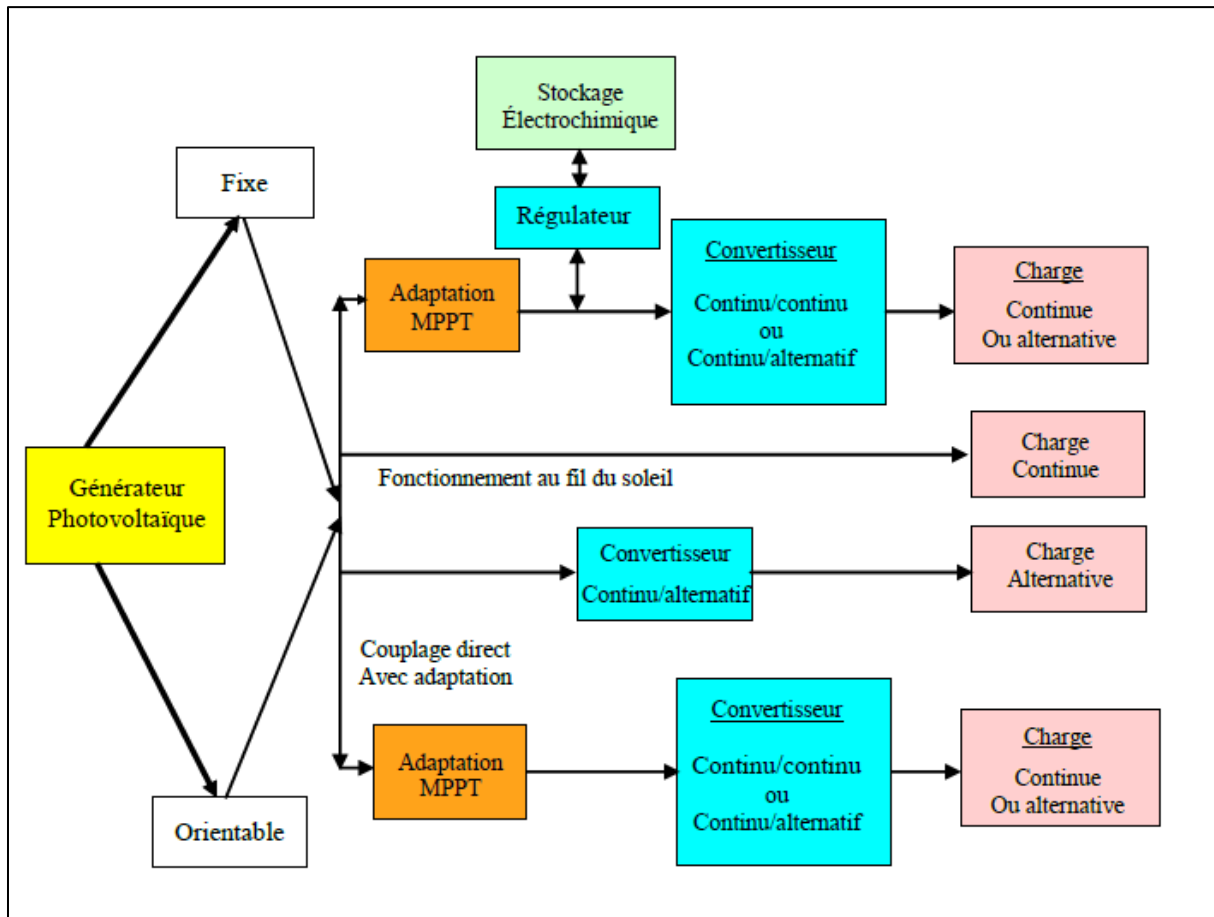 Stockage
Électrochimique
Fixe
Régulateur
Adaptation
MPPT
Convertisseur
Continu/continu
ou
Continu/alternatif
Charge
Continue
Ou alternative
Générateur
Photovoltaïque
Fonctionnement au fil du soleil
Charge
Continue
Convertisseur
Continu/alternatif
Charge
Alternative
Couplage direct
Avec adaptation
Orientable
Adaptation
MPPT
Convertisseur
Continu/continu
ou
Continu/alternatif
Charge
Continue
Ou alternative